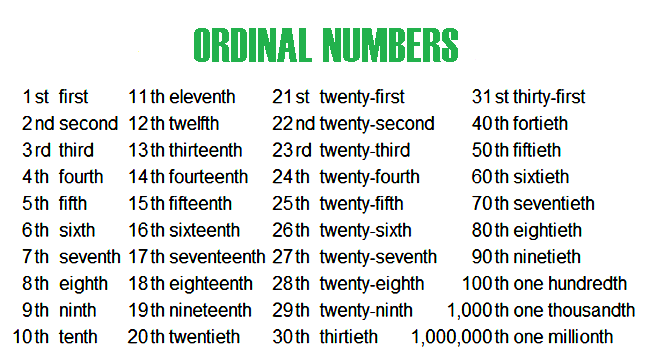 ORDINAL NUMBERS
1st first 11th eleventh 21st twenty-first 31st thirty-first
2nd second 12th twelfth 22nd twenty-second 40th fortieth
3rd third 13th thirteenth 23rd twenty-third 50th fiftieth
4th fourth 14th fourteenth 24th twenty-fourth 60th sixtieth
5th fifth 15th fifteenth 25th twenty-fifth 70th seventieth
6th sixth 16th sixteenth 26th twenty-sixth 80th eightieth
7th seventh 17th seventeenth 27th twenty-seventh 90th ninetieth
8th eighth 18th eighteenth 28th twenty-eighth 100th one hundredth
9th ninth 19th nineteenth 29th twenty-ninth 1,000th one thousandth
10th tenth 20th twentieth 30th thirtieth 1,000,000th one millionth